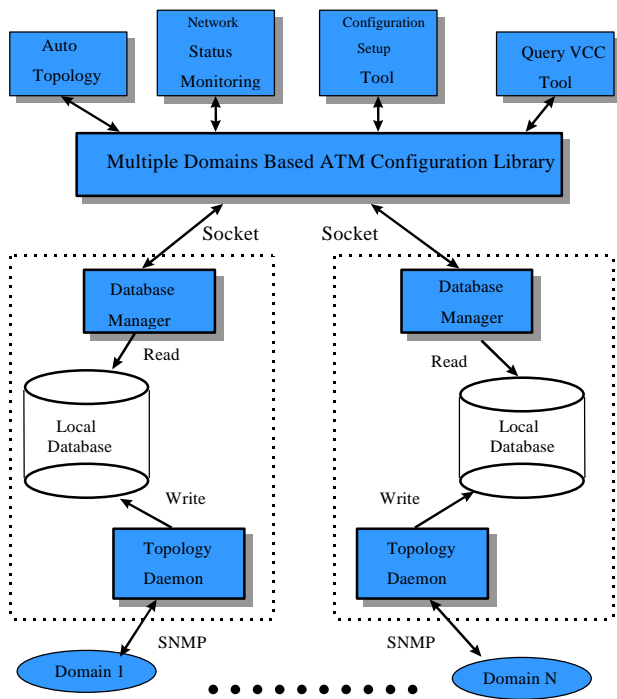 Auto
Topology
Network
Status
Monitoring
Configuration
Setup
Tool
Query VCC
Tool
Multiple Domains Based ATM Configuration Library
Socket
Socket
Database
Manager
Read
Local
Database
Write
Topology
Daemon
SNMP
Domain 1
Database
Manager
Read
Local
Database
Write
Topology
Daemon
SNMP
Domain N